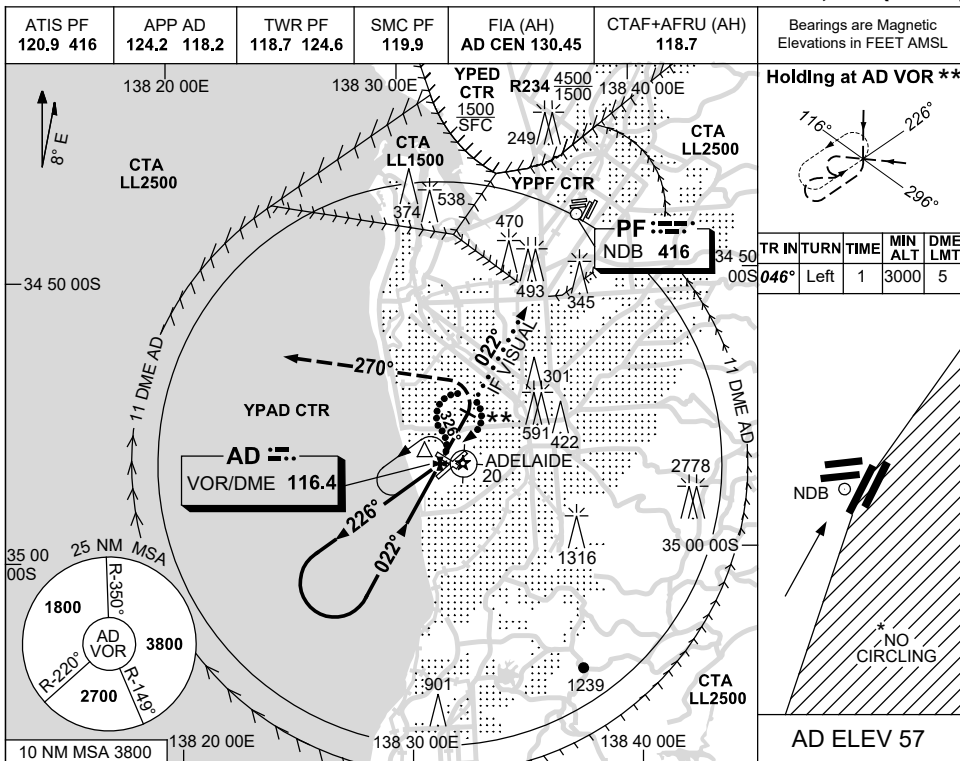 ATIS PF
120.9 416
APP AD
124.2 118.2
TWR PF
118.7 124.6
SMC PF
119.9
FIA (AH)
AD CEN 130.45
CTAF+AFRU (AH)
118.7
Bearings are Magnetic
Elevations in FEET AMSL
138 20 00E
138 30 00E
138 40 00E
8° E
CTA
LL2500
CTA
LL1500
YPED
CTR
1500
SFC
R234 4500
1500
249
CTA
LL2500
YPPF CTR
374
538
470
493
345
PF
NDB 416
34 50 00S
34 50
00S
11 DME AD
11 DME AD
022°
IF VISUAL
270°
326°
**
301
591
422
YPAD CTR
AD
VOR/DME 116.4
ADELAIDE
20
2778
226°
022°
1316
35 00
00S
35 00 00S
25 NM MSA
R-350°
1800
AD
VOR
3800
R-220°
2700
R-149°
901
1239
CTA
LL2500
10 NM MSA 3800
138 20 00E
138 30 00E
138 40 00E
Holding at AD VOR **
116°
226°
296°
TR IN TURN TIME MIN ALT DME LMT
046° Left 1 3000 5
NDB
*NO
CIRCLING
AD ELEV 57